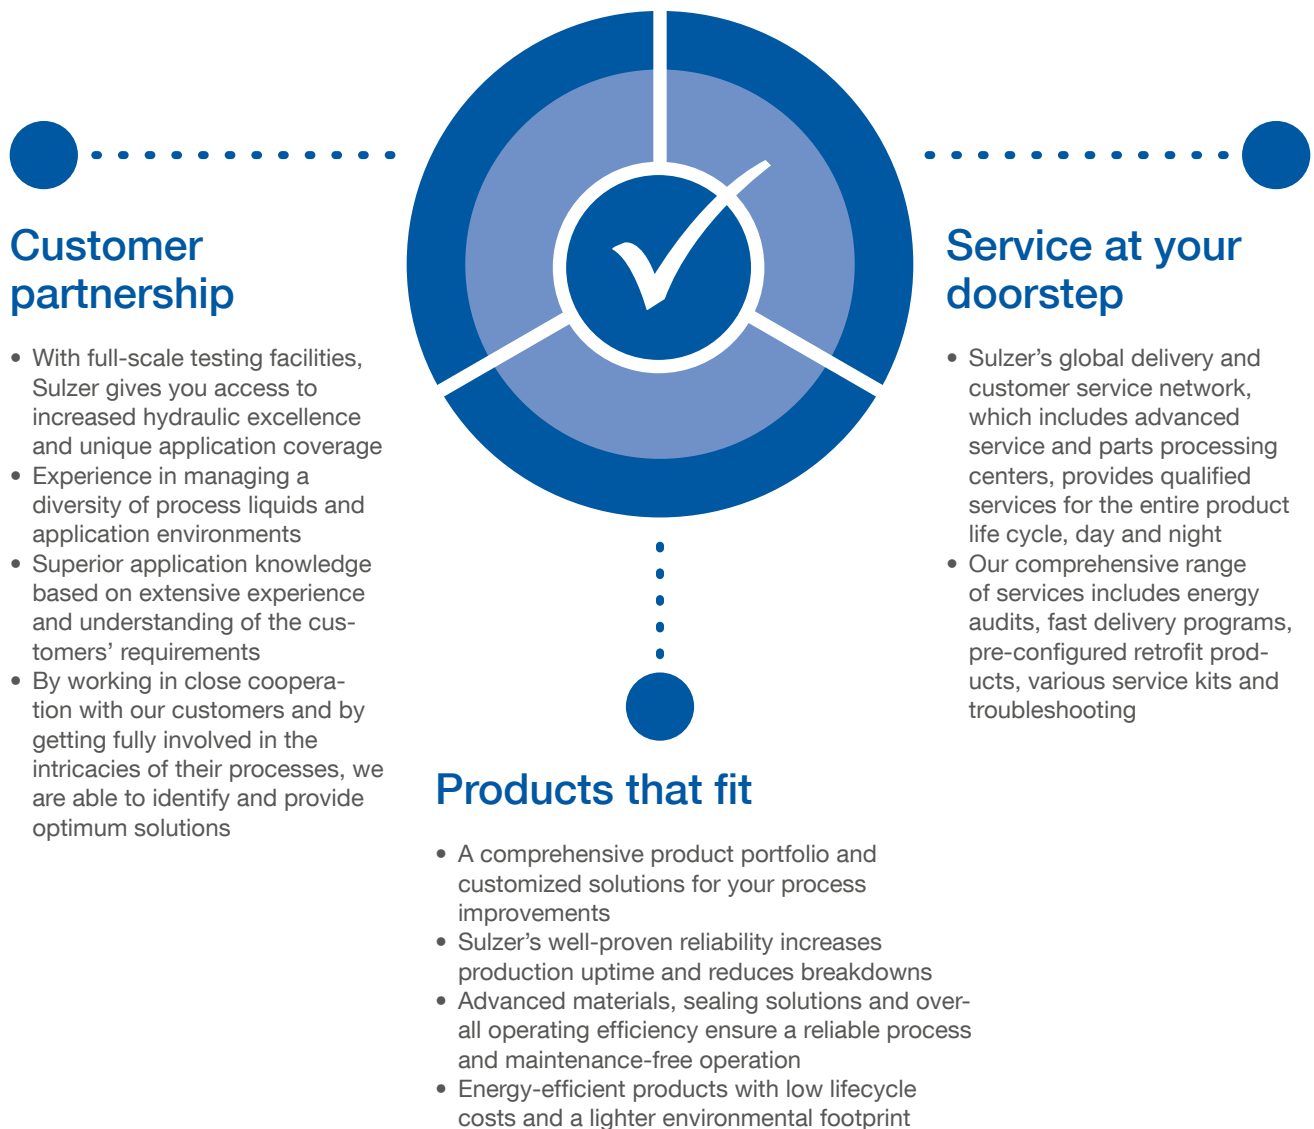 Customer
partnership
• With full-scale testing facilities,
Sulzer gives you access to
increased hydraulic excellence
and unique application coverage
• Experience in managing a
diversity of process liquids and
application environments
• Superior application knowledge
based on extensive experience
and understanding of the cus-
tomers’ requirements
• By working in close coopera-
tion with our customers and by
getting fully involved in the
intricacies of their processes, we
are able to identify and provide
optimum solutions
Products that fit
• A comprehensive product portfolio and
customized solutions for your process
improvements
• Sulzer’s well-proven reliability increases
production uptime and reduces breakdowns
• Advanced materials, sealing solutions and over-
all operating efficiency ensure a reliable process
and maintenance-free operation
• Energy-efficient products with low lifecycle
costs and a lighter environmental footprint
Service at your
doorstep
• Sulzer’s global delivery and
customer service network,
which includes advanced
service and parts processing
centers, provides qualified
services for the entire product
life cycle, day and night
• Our comprehensive range
of services includes energy
audits, fast delivery programs,
pre-configured retrofit prod-
ucts, various service kits and
troubleshooting